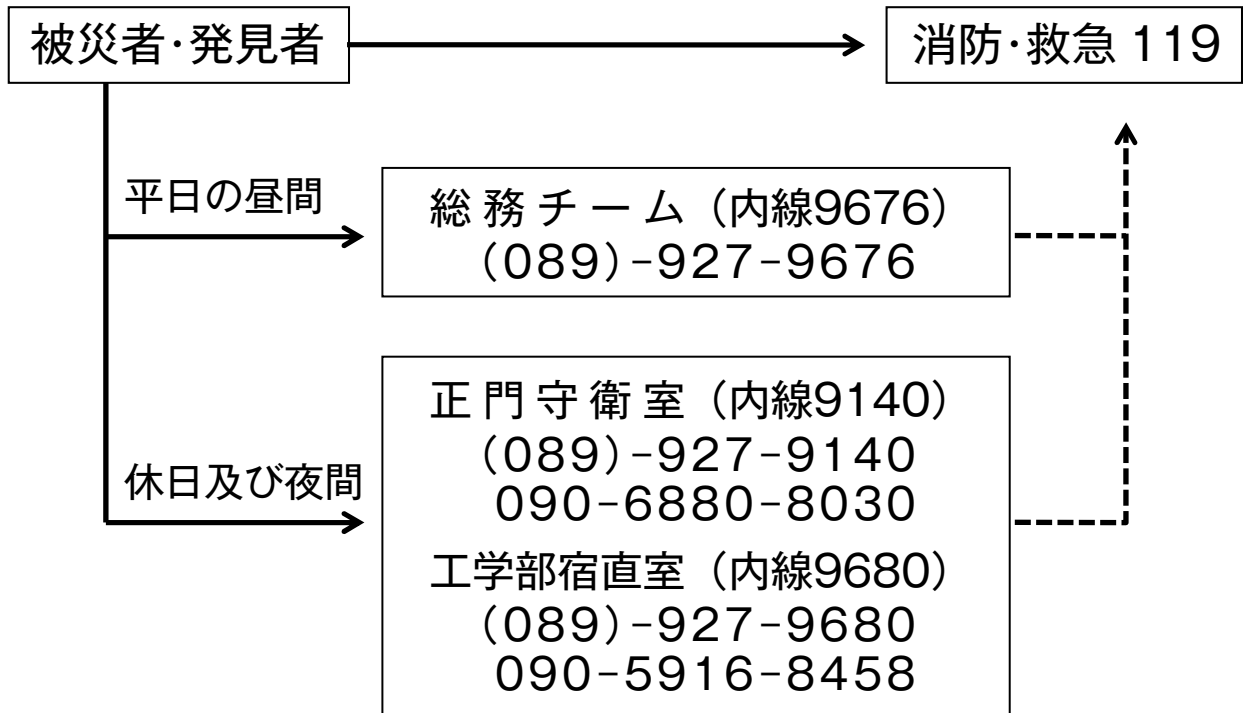 被災者・発見者
消防・救急 119
平日の昼間
総務チーム（内線9676）
(089)-927-9676
休日及び夜間
正門守衛室（内線9140）
(089)-927-9140
090-6880-8030
工学部宿直室（内線9680）
(089)-927-9680
090-5916-8458